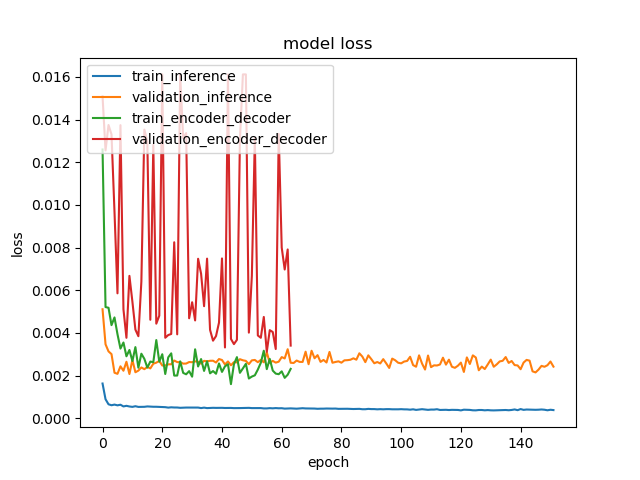 model loss
train_inference
validation_inference
train_encoder_decoder
validation_encoder_decoder
0.016
0.014
0.012
0.010
0.008
0.006
0.004
0.002
0.000
loss
0 20 40 60 80 100 120 140
epoch